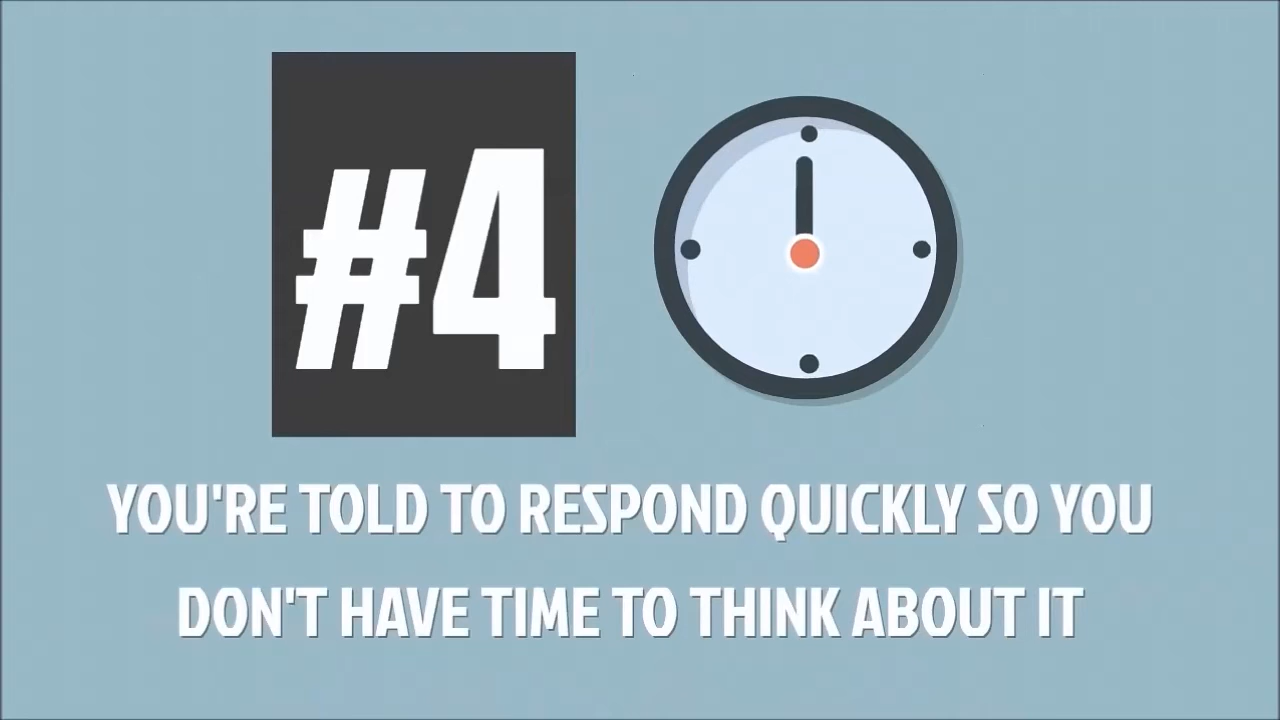 #4
YOU'RE TOLD TO RESPOND QUICKLY SO YOU
DON'T HAVE TIME TO THINK ABOUT IT